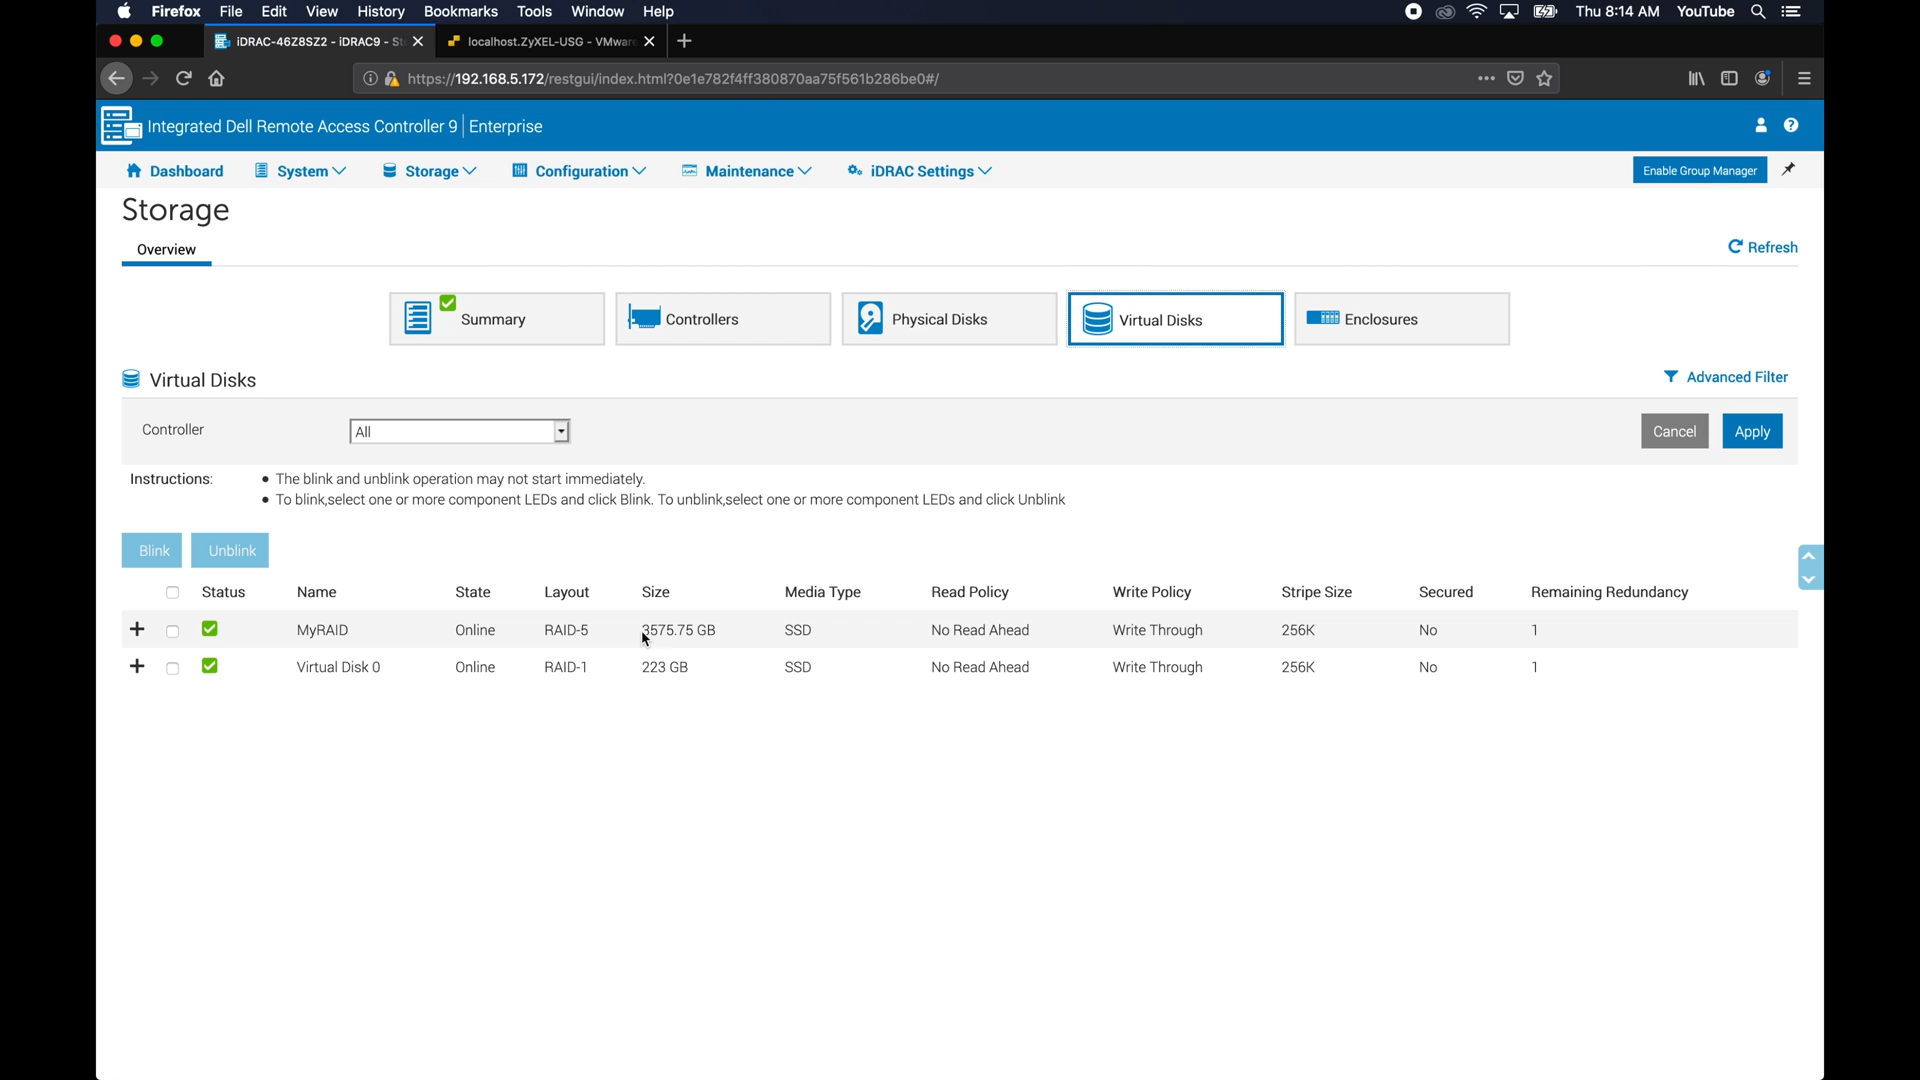 Firefox File Edit View History Bookmarks Tools Window Help Thu 8:14 AM YouTube
iDRAC-46Z8SZ2 - iDRAC9 - St localhost.ZyXEL-USG - VMware
https://192.168.5.172/restgui/index.html?0e1e782f4ff380870aa75f561b286be0#/
Integrated Dell Remote Access Controller 9 | Enterprise
Dashboard System Storage Configuration Maintenance iDRAC Settings Enable Group Manager
Storage
Overview Refresh
Summary Controllers Physical Disks Virtual Disks Enclosures
Virtual Disks Advanced Filter
Controller All Cancel Apply
Instructions: • The blink and unblink operation may not start immediately.
• To blink,select one or more component LEDs and click Blink. To unblink,select one or more component LEDs and click Unblink
Blink Unblink
Status Name State Layout Size Media Type Read Policy Write Policy Stripe Size Secured Remaining Redundancy
+ MyRAID Online RAID-5 3575.75 GB SSD No Read Ahead Write Through 256K No 1
+ Virtual Disk 0 Online RAID-1 223 GB SSD No Read Ahead Write Through 256K No 1